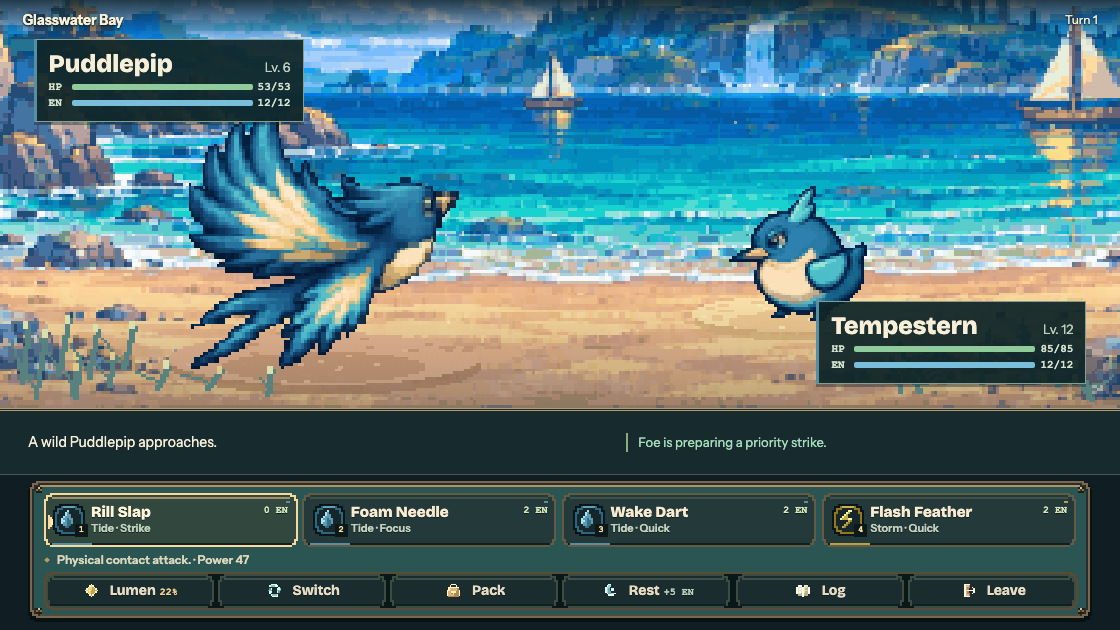 Glasswater Bay
Turn 1
Puddlepip Lv. 6
HP 53/53
EN 12/12
Tempestern Lv. 12
HP 85/85
EN 12/12
A wild Puddlepip approaches.
Foe is preparing a priority strike.
Rill Slap 0 EN
1 Tide·Strike
Foam Needle 2 EN
2 Tide·Focus
Wake Dart 2 EN
3 Tide·Quick
Flash Feather 2 EN
4 Storm·Quick
Physical contact attack.·Power 47
Lumen 22%
Switch
Pack
Rest +5 EN
Log
Leave